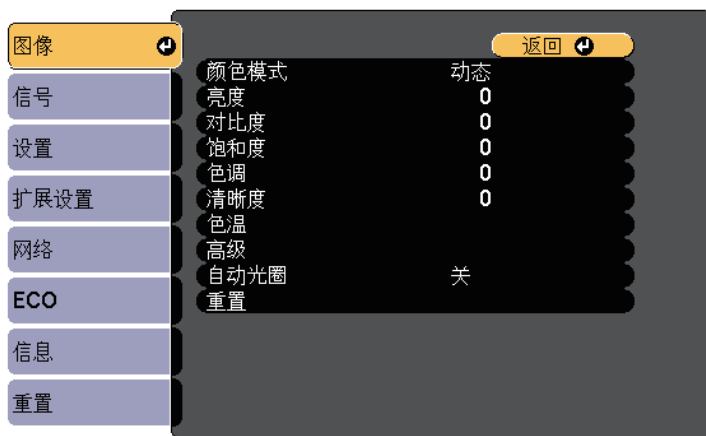 图像
信号
设置
扩展设置
网络
ECO
信息
重置
返回
颜色模式 动态
亮度 0
对比度 0
饱和度 0
色调 0
清晰度 0
色温
高级
自动光圈 关
重置